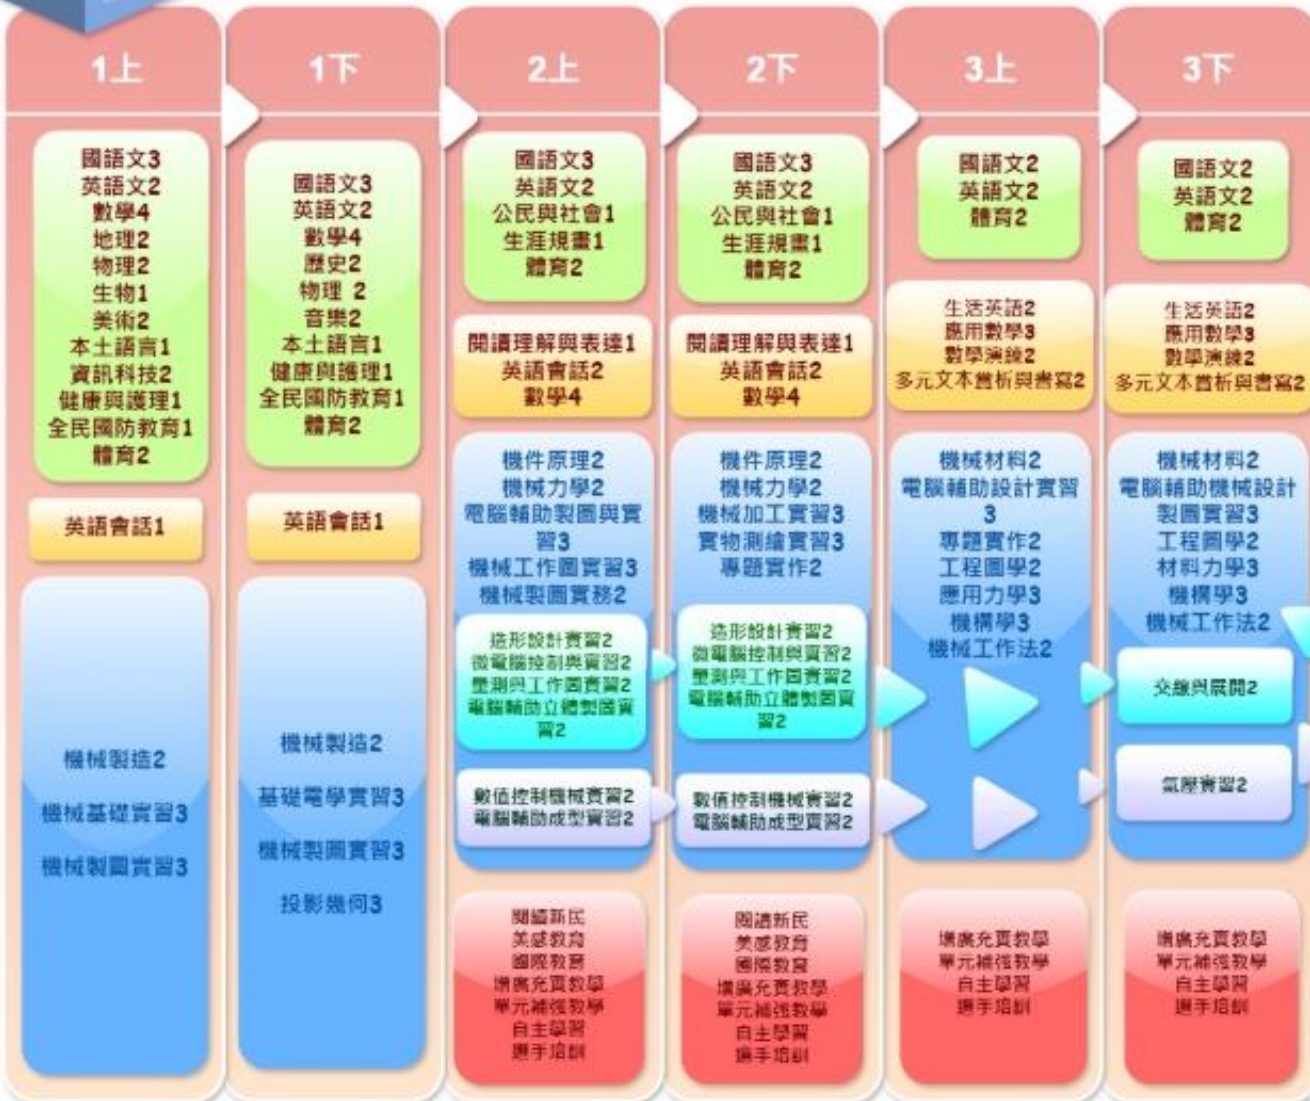 1上
國語文3
英語文2
數學4
地理2
物理2
生物1
美術2
本土語言1
資訊科技2
健康與護理1
全民國防教育1
體育2
英語會話1
機械製造2
機械基礎實習3
機械製圖實習3
1下
國語文3
英語文2
數學4
歷史2
物理 2
音樂2
本土語言1
健康與護理1
全民國防教育1
體育2
英語會話1
機械製造2
基礎電學實習3
機械製圖實習3
投影幾何3
2上
國語文3
英語文2
公民與社會1
生涯規畫1
體育2
閱讀理解與表達1
英語會話2
數學4
機件原理2
機械力學2
電腦輔助製圖與實
習3
機械工作圖實習3
機械製圖實務2
造形設計實習2
微電腦控制與實習2
量測與工作圖實習2
電腦輔助立體製圖實
習2
數值控制機械實習2
電腦輔助成型實習2
閱讀新民
美感教育
國際教育
增廣充實教學
單元補強教學
自主學習
選手培訓
2下
國語文3
英語文2
公民與社會1
生涯規畫1
體育2
閱讀理解與表達1
英語會話2
數學4
機件原理2
機械力學2
機械加工實習3
實物測繪實習3
專題實作2
造形設計實習2
微電腦控制與實習2
量測與工作圖實習2
電腦輔助立體製圖實
習2
數值控制機械實習2
電腦輔助成型實習2
閱讀新民
美感教育
國際教育
增廣充實教學
單元補強教學
自主學習
選手培訓
3上
國語文2
英語文2
體育2
生活英語2
應用數學3
數學演練2
多元文本賞析與書寫2
機械材料2
電腦輔助設計實習
3
專題實作2
工程圖學2
應用力學3
機構學3
機械工作法2
增廣充實教學
單元補強教學
自主學習
選手培訓
3下
國語文2
英語文2
體育2
生活英語2
應用數學3
數學演練2
多元文本賞析與書寫2
機械材料2
電腦輔助機械設計
製圖實習3
工程圖學2
材料力學3
機構學3
機械工作法2
交線與展開2
氣壓實習2
增廣充實教學
單元補強教學
自主學習
選手培訓